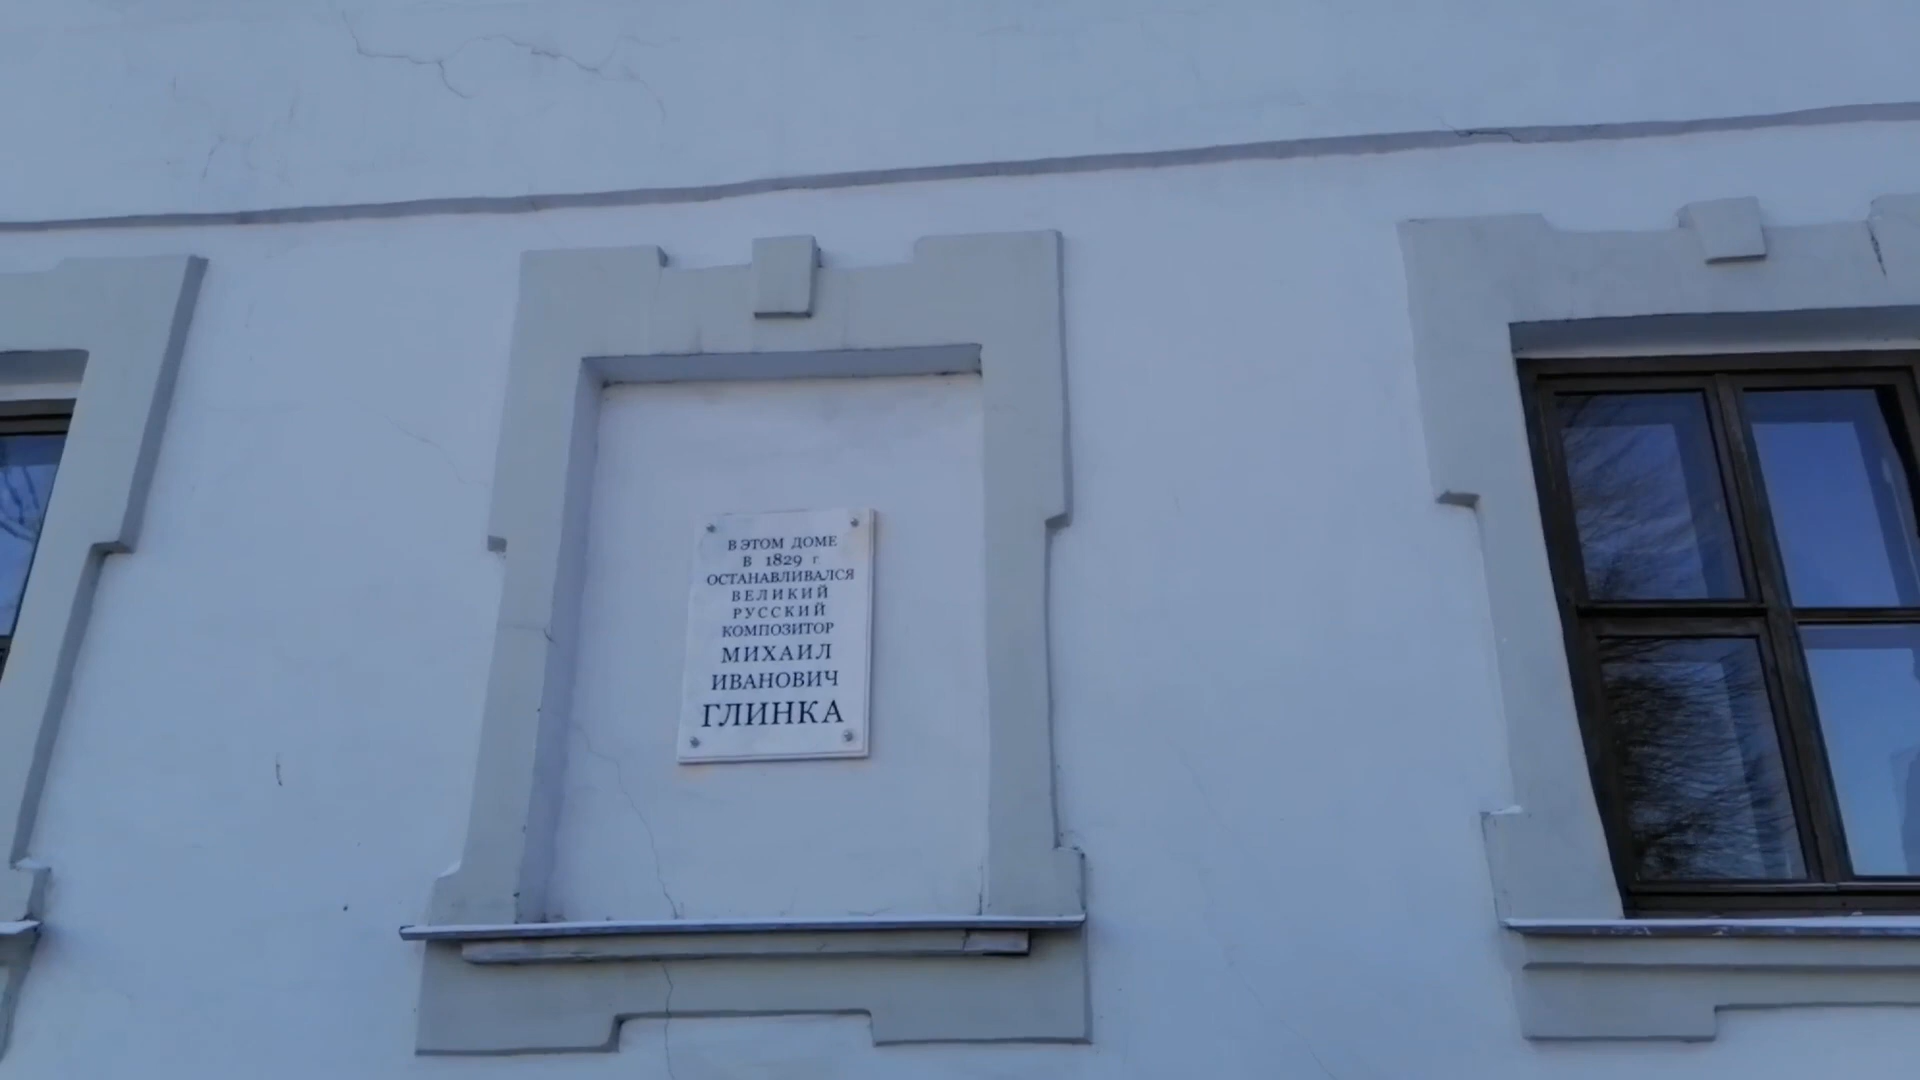 В ЭТОМ ДОМЕ
В 1829 г
ОСТАНАВЛИВАЛСЯ
ВЕЛИКИЙ
РУССКИЙ
КОМПОЗИТОР
МИХАИЛ
ИВАНОВИЧ
ГЛИНКА